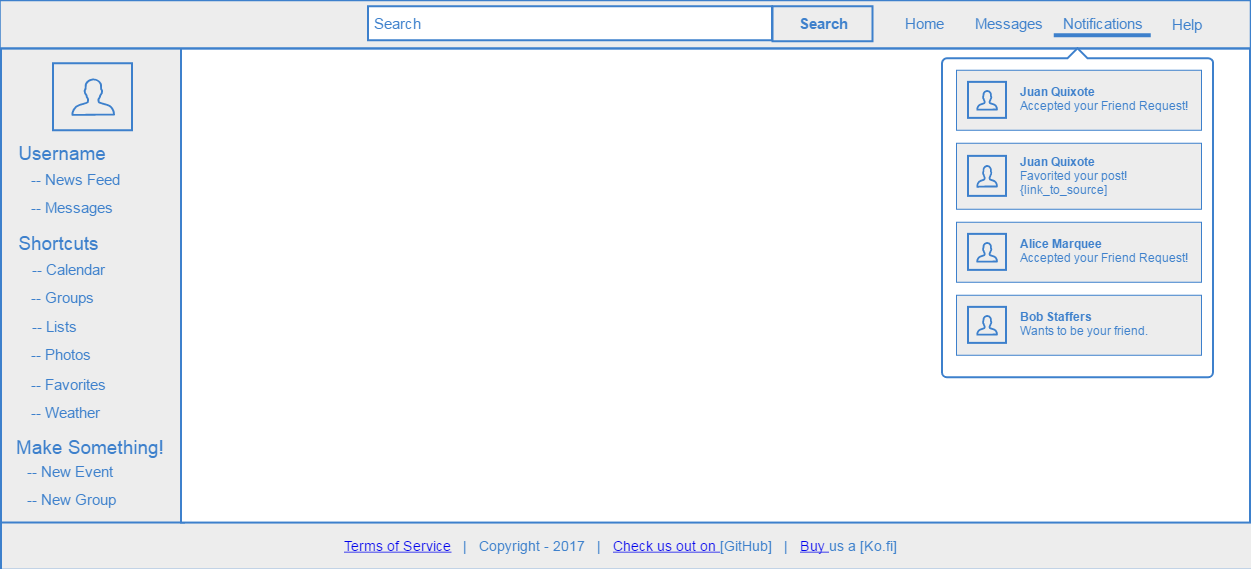 Search
Search
Home
Messages
Notifications
Help
Username
-- News Feed
-- Messages
Shortcuts
-- Calendar
-- Groups
-- Lists
-- Photos
-- Favorites
-- Weather
Make Something!
-- New Event
-- New Group
Juan Quixote
Accepted your Friend Request!
Juan Quixote
Favorited your post!
{link_to_source]
Alice Marquee
Accepted your Friend Request!
Bob Staffers
Wants to be your friend.
Terms of Service | Copyright - 2017 | Check us out on [GitHub] | Buy us a [Ko.fi]